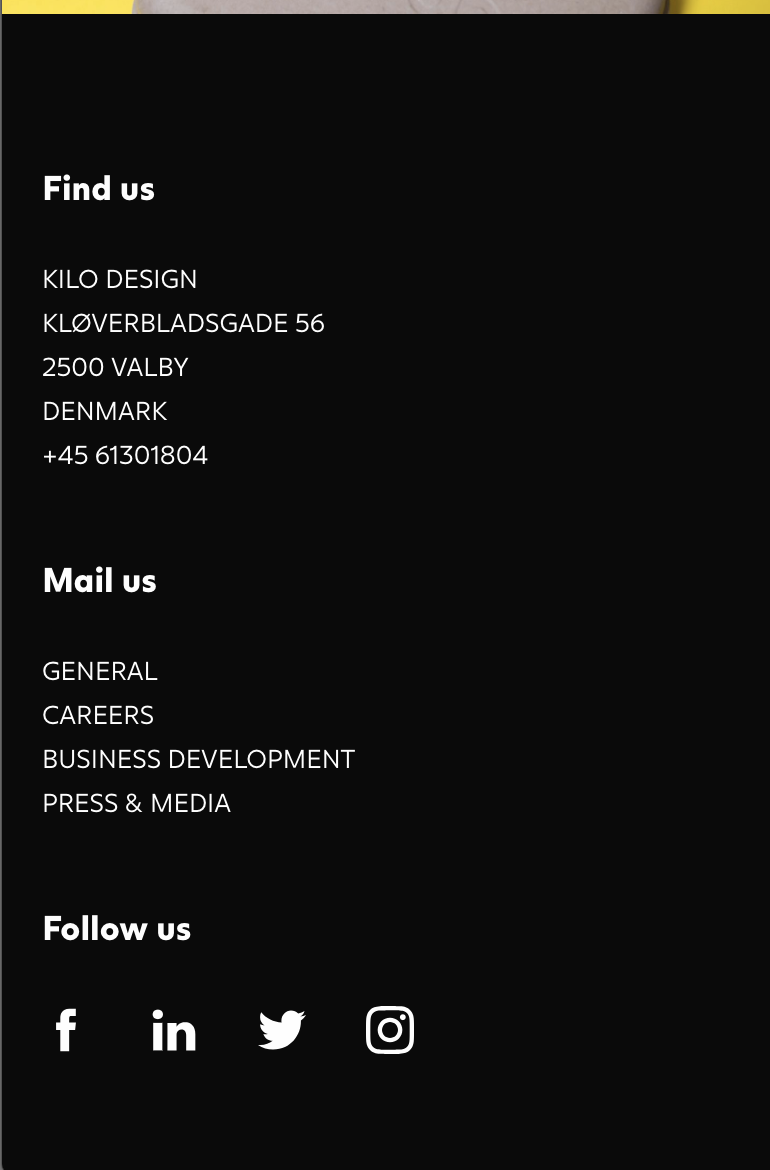 Find us
KILO DESIGN
KLØVERBLADSGADE 56
2500 VALBY
DENMARK
+45 61301804
Mail us
GENERAL
CAREERS
BUSINESS DEVELOPMENT
PRESS & MEDIA
Follow us